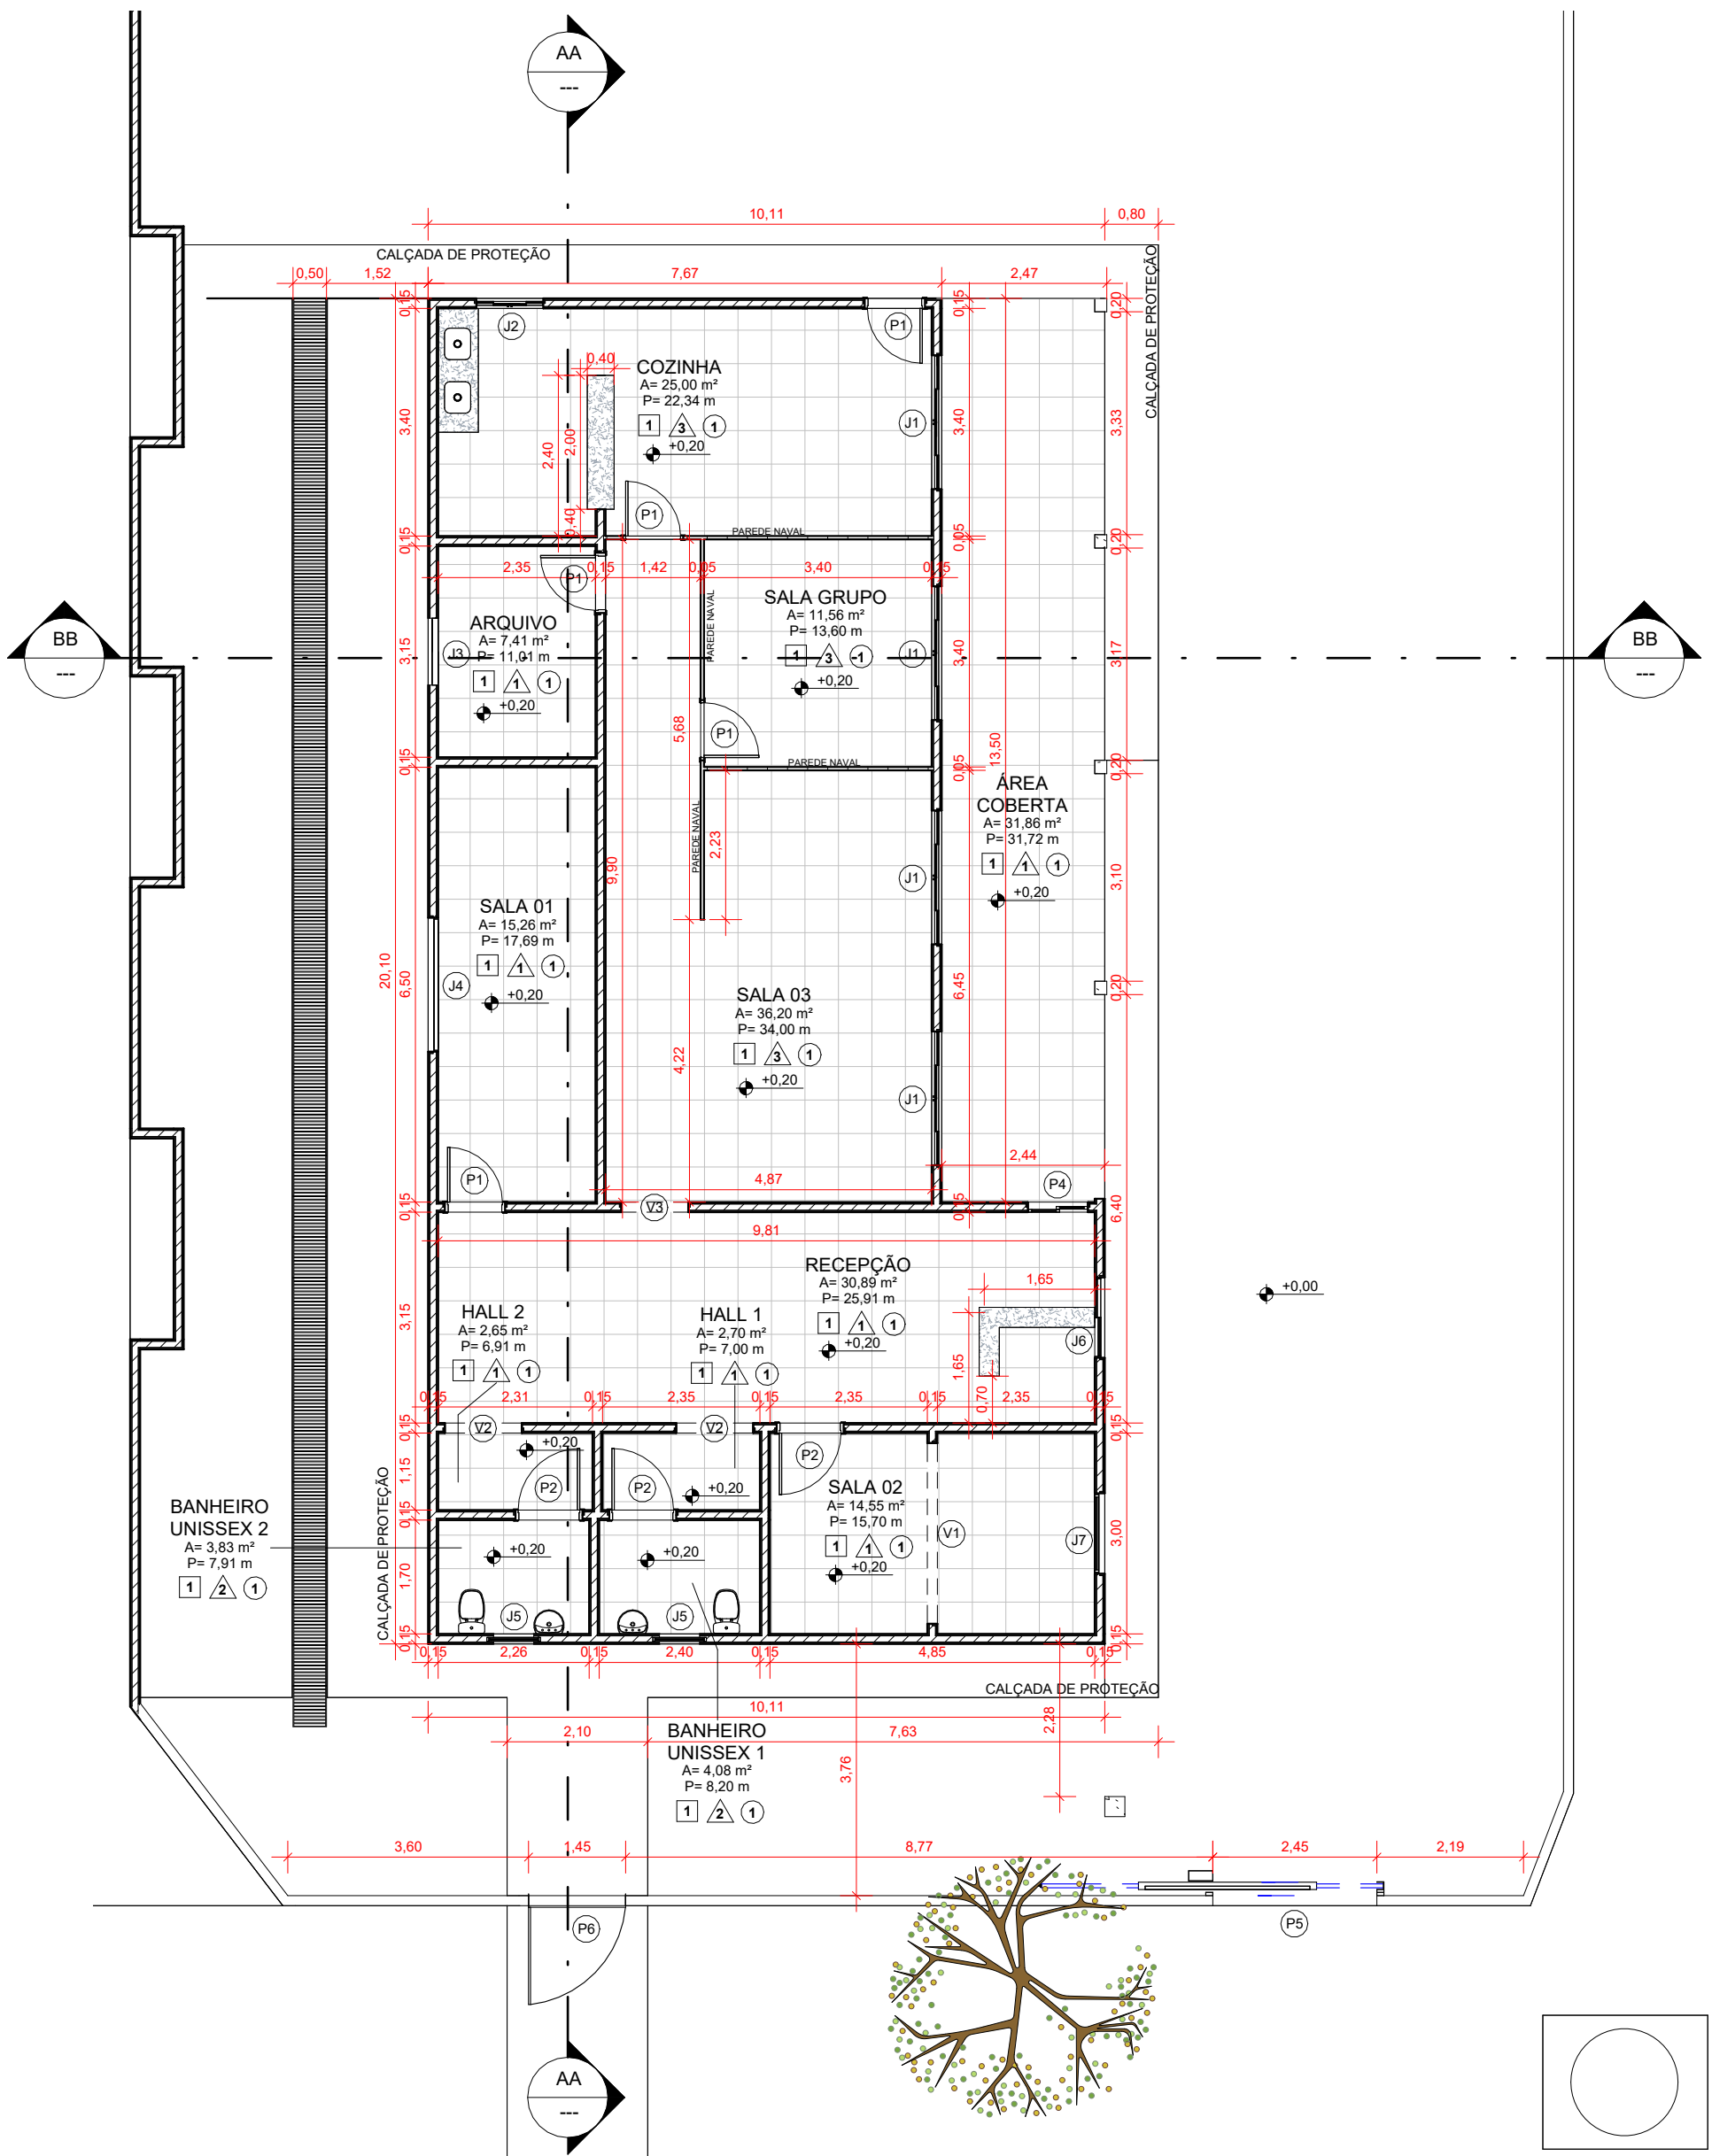 AA
---
10,11
0,80
CALÇADA DE PROTEÇÃO
CALÇADA DE PROTEÇÃO
0,50
1,52
7,67
2,47
0,15
0,15
0,20
J2
P1
0,40
COZINHA
A= 25,00 m²
P= 22,34 m
1
3
1
+0,20
3,40
2,40
2,00
0,40
J1
3,40
3,33
P1
PAREDE NAVAL
0,15
0,05
0,20
2,35
0,15
1,42
0,05
3,40
0,15
P1
ARQUIVO
A= 7,41 m²
P= 11,01 m
1
1
1
+0,20
J3
3,15
PAREDE NAVAL
SALA GRUPO
A= 11,56 m²
P= 13,60 m
1
3
1
+0,20
J1
3,40
3,17
BB
---
BB
---
5,68
P1
13,50
PAREDE NAVAL
0,15
0,05
0,20
ÁREA
COBERTA
A= 31,86 m²
P= 31,72 m
1
1
1
+0,20
PAREDE NAVAL
2,23
9,90
J1
3,10
SALA 01
A= 15,26 m²
P= 17,69 m
1
1
1
+0,20
J4
20,10
6,50
6,45
0,20
SALA 03
A= 36,20 m²
P= 34,00 m
1
3
1
+0,20
4,22
J1
2,44
P1
4,87
P4
V3
0,15
0,15
6,40
9,81
RECEPÇÃO
A= 30,89 m²
P= 25,91 m
1
1
1
+0,20
1,65
1,65
0,70
J6
+0,00
3,15
HALL 2
A= 2,65 m²
P= 6,91 m
1
1
1
HALL 1
A= 2,70 m²
P= 7,00 m
1
1
1
0,15
2,31
0,15
2,35
0,15
2,35
0,15
2,35
0,15
0,15
V2
V2
0,15
+0,20
P2
P2
+0,20
P2
1,15
SALA 02
A= 14,55 m²
P= 15,70 m
1
1
1
+0,20
V1
J7
3,00
BANHEIRO
UNISSEX 2
A= 3,83 m²
P= 7,91 m
1
2
1
CALÇADA DE PROTEÇÃO
0,15
1,70
+0,20
+0,20
J5
J5
0,15
0,15
0,15
2,26
0,15
2,40
0,15
4,85
0,15
CALÇADA DE PROTEÇÃO
10,11
2,10
7,63
2,28
3,76
BANHEIRO
UNISSEX 1
A= 4,08 m²
P= 8,20 m
1
2
1
3,60
1,45
8,77
2,45
2,19
P6
P5
AA
---